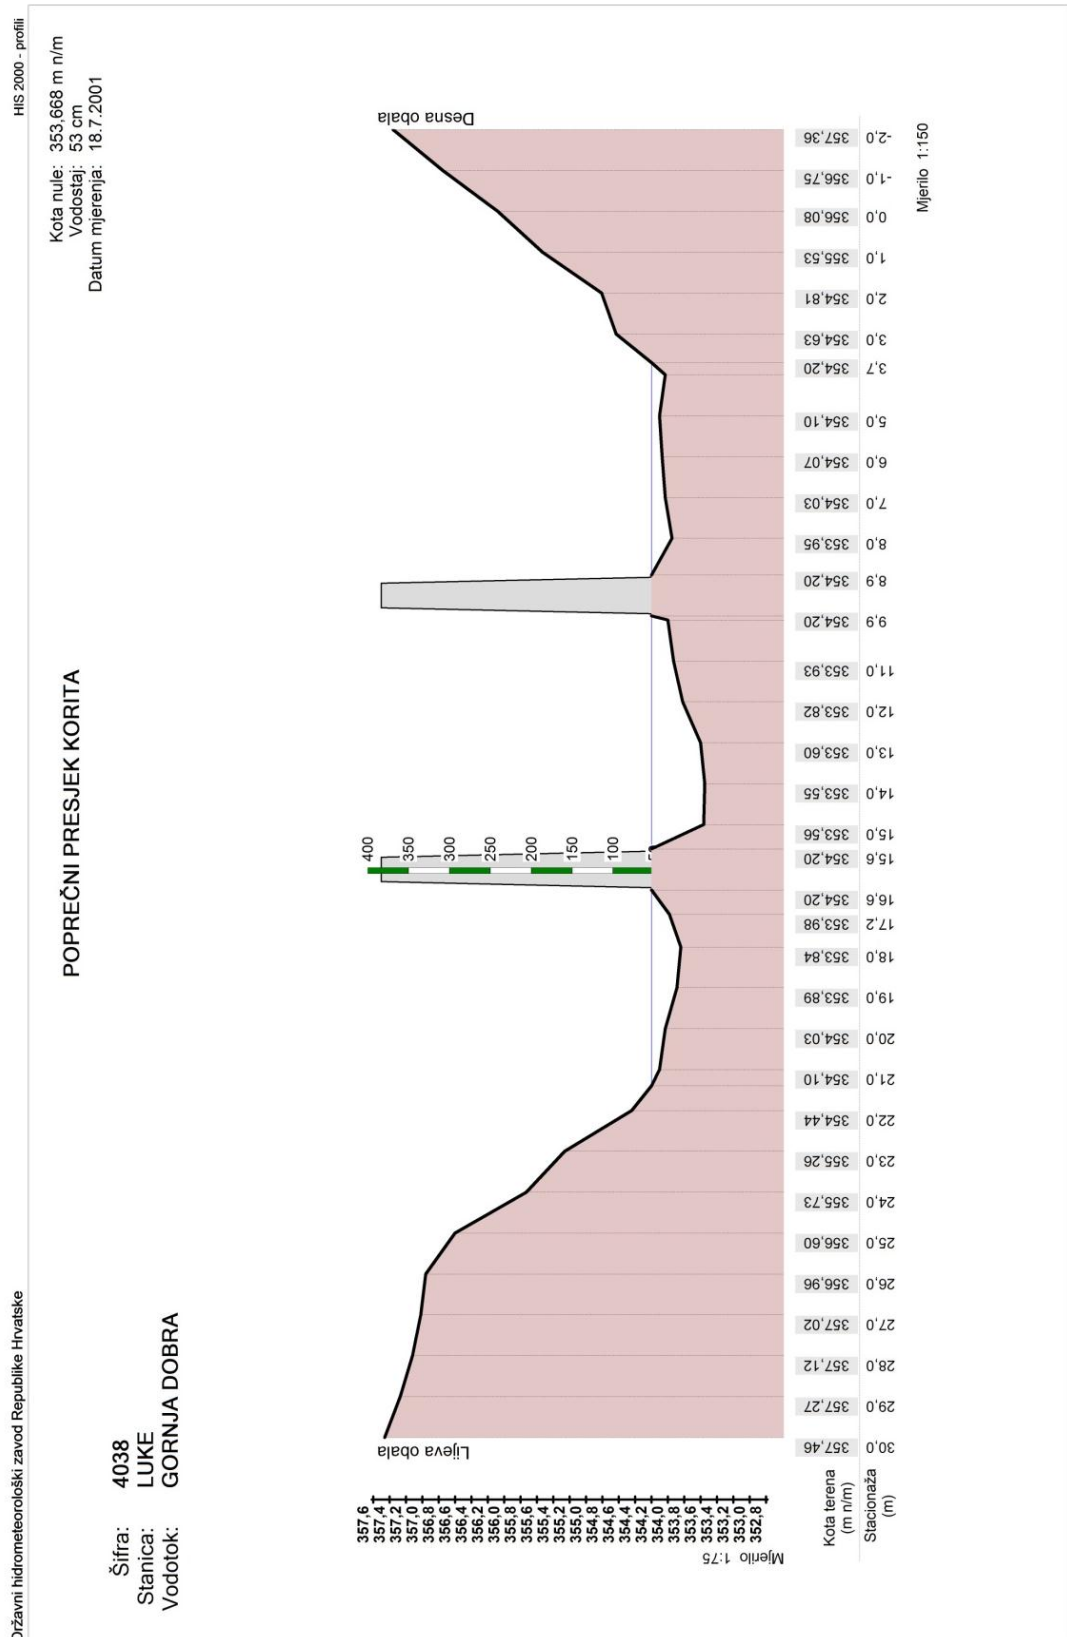 Državni hidrometeorološki zavod Republike Hrvatske
HIS 2000 - profili
POPREČNI PRESJEK KORITA
Šifra: 4038
Stanica: LUKE
Vodotok: GORNJA DOBRA
Kota nule: 353,668 m n/m
Vodostaj: 53 cm
Datum mjerenja: 18.7.2001
357,6
357,4
357,2
357,0
356,8
356,6
356,4
356,2
356,0
355,8
355,6
355,4
355,2
355,0
354,8
354,6
354,4
354,2
354,0
353,8
353,6
353,4
353,2
353,0
352,8
Mjerilo 1:75
Lijeva obala
Desna obala
400
350
300
250
200
150
100
Kota terena
(m n/m)
357,46 357,27 357,12 357,02 356,96 356,60 355,73 355,26 354,44 354,10 354,03 353,89 353,84 353,98 354,20 354,20 353,56 353,55 353,60 353,82 353,93 354,20 354,20 353,95 354,03 354,07 354,10 354,20 354,63 354,81 355,53 356,08 356,75 357,36
Stacionaža
(m)
30,0 29,0 28,0 27,0 26,0 25,0 24,0 23,0 22,0 21,0 20,0 19,0 18,0 17,2 16,6 15,6 15,0 14,0 13,0 12,0 11,0 9,9 8,9 8,0 7,0 6,0 5,0 3,7 3,0 2,0 1,0 0,0 -1,0 -2,0
Mjerilo 1:150